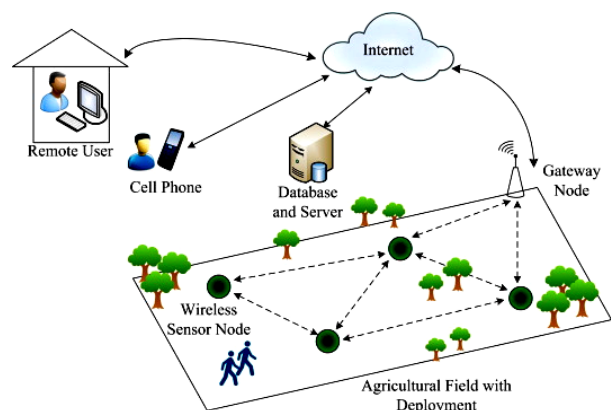 Internet
Remote User
Cell Phone
Database
and Server
Gateway
Node
Wireless
Sensor Node
Agricultural Field with
Deployment